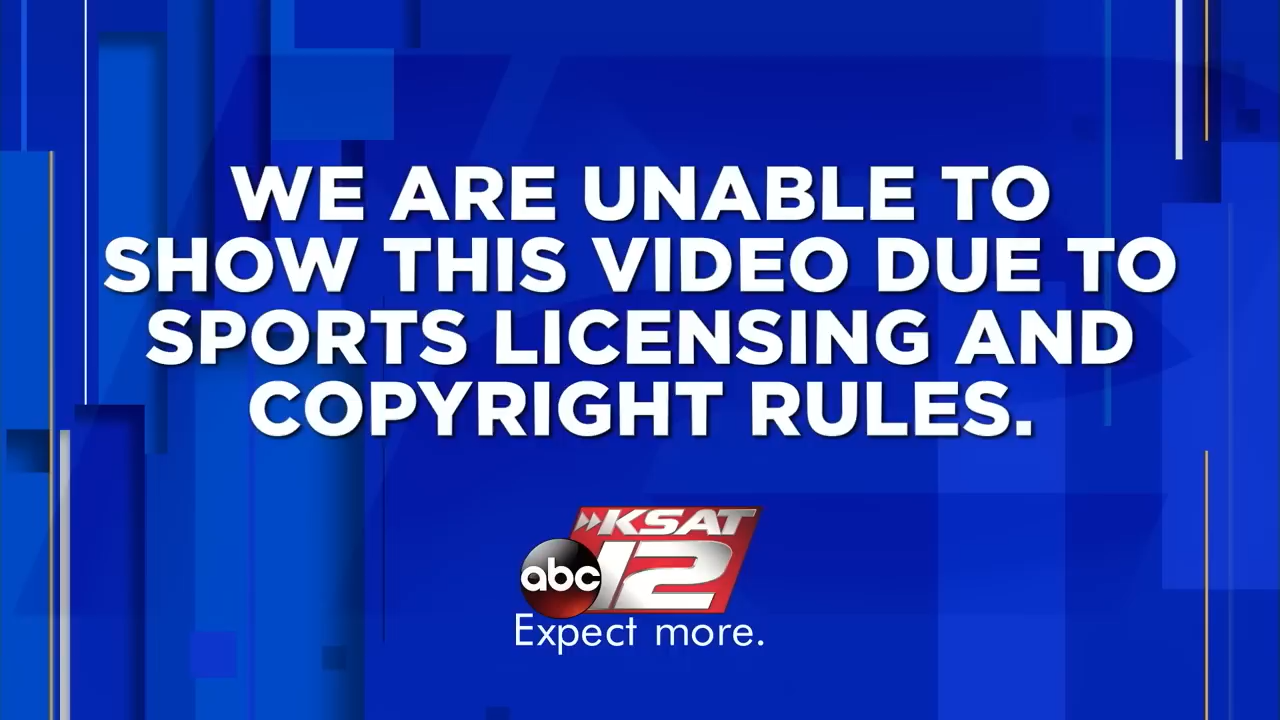 WE ARE UNABLE TO
SHOW THIS VIDEO DUE TO
SPORTS LICENSING AND
COPYRIGHT RULES.
KSAT
abc 12
Expect more.